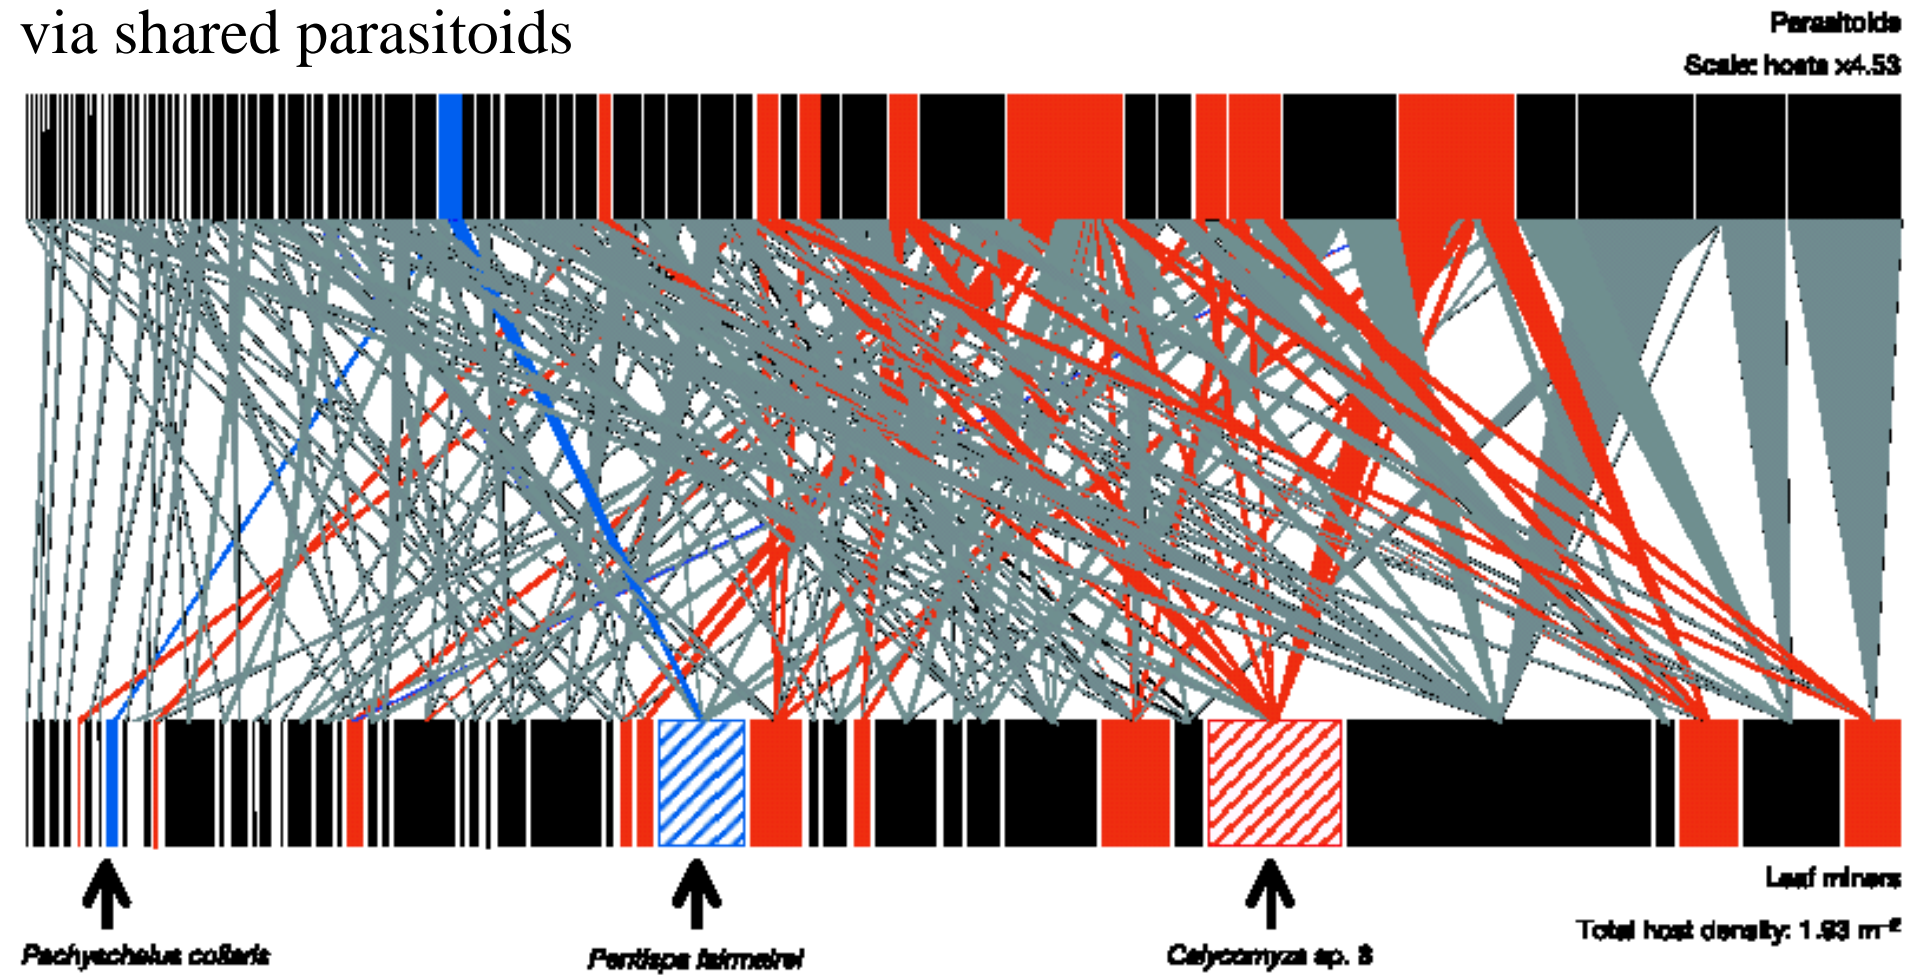 via shared parasitoids
Parasitoids
Scale: hosts x4.53
Leaf miners
Total host density: 1.93 m⁻²
Pachyschelus collaris
Pentispa fairmairei
Calycomyza sp. 8